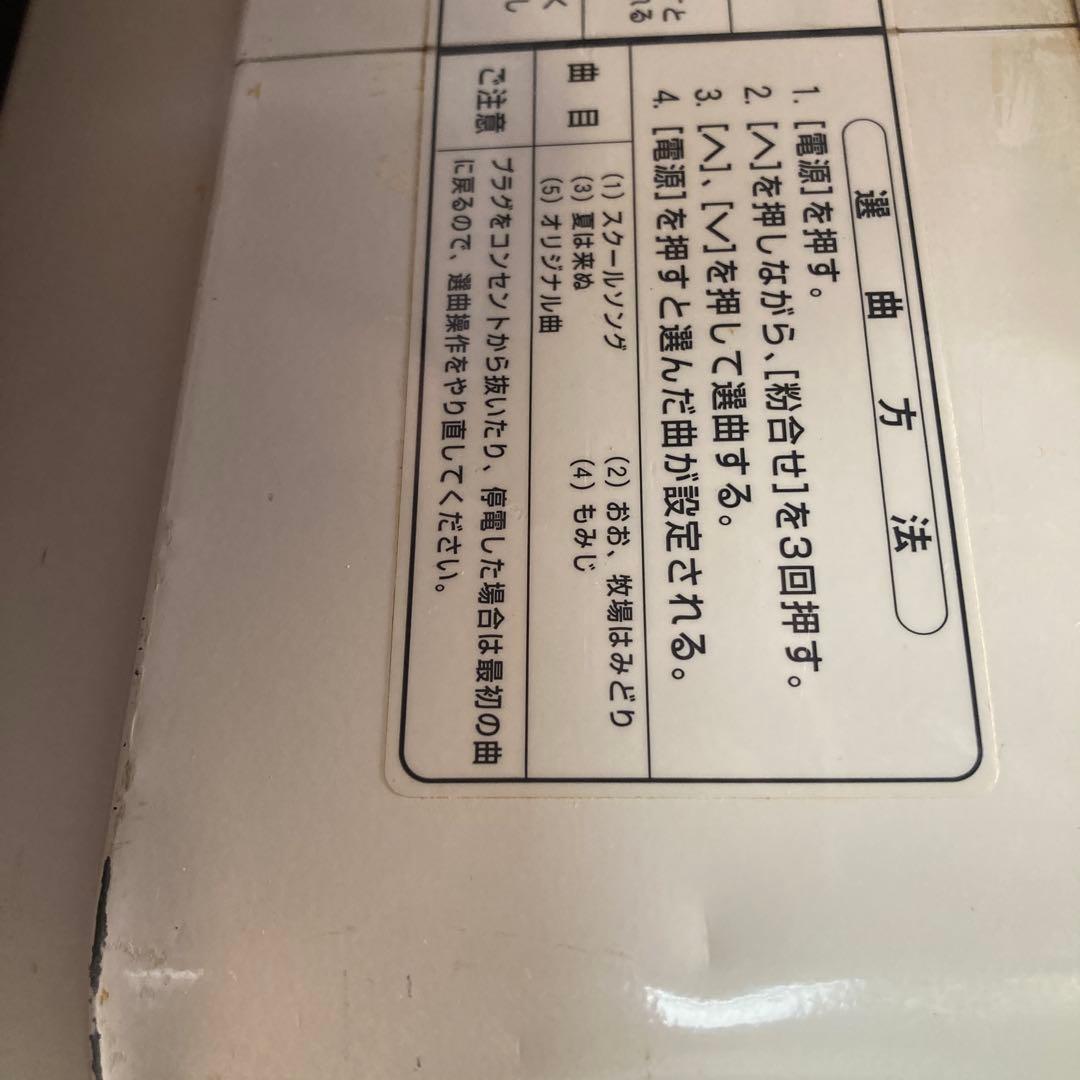 選曲方法
1. [電源]を押す。
2. [へ]を押しながら、[粉合せ]を3回押す。
3. [へ]、[∨]を押して選曲する。
4. [電源]を押すと選んだ曲が設定される。
曲目
(1) スクールソング (2) おお、牧場はみどり
(3) 夏は来ぬ (4) もみじ
(5) オリジナル曲
ご注意
プラグをコンセントから抜いたり、停電した場合は最初の曲
に戻るので、選曲操作をやり直してください。